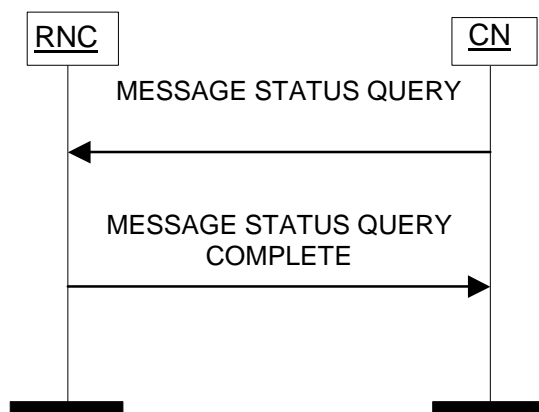 RNC
CN
MESSAGE STATUS QUERY
MESSAGE STATUS QUERY
COMPLETE